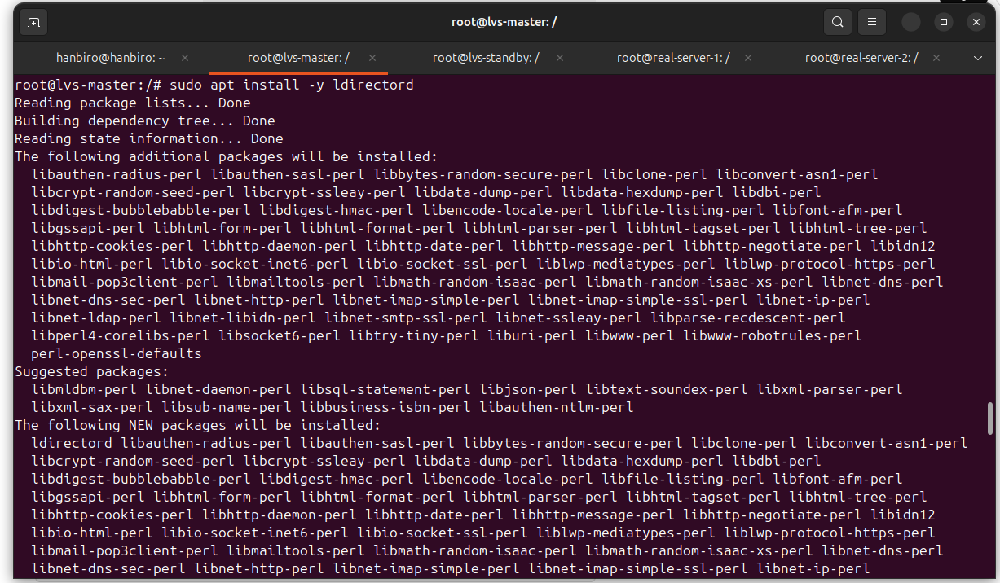 root@lvs-master: /
hanbiro@hanbiro: ~
root@lvs-master: /
root@lvs-standby: /
root@real-server-1: /
root@real-server-2: /
root@lvs-master:/# sudo apt install -y ldirectord
Reading package lists... Done
Building dependency tree... Done
Reading state information... Done
The following additional packages will be installed:
  libauthen-radius-perl libauthen-sasl-perl libbytes-random-secure-perl libclone-perl libconvert-asn1-perl
  libcrypt-random-seed-perl libcrypt-ssleay-perl libdata-dump-perl libdata-hexdump-perl libdbi-perl
  libdigest-bubblebabble-perl libdigest-hmac-perl libencode-locale-perl libfile-listing-perl libfont-afm-perl
  libgssapi-perl libhtml-form-perl libhtml-format-perl libhtml-parser-perl libhtml-tagset-perl libhtml-tree-perl
  libhttp-cookies-perl libhttp-daemon-perl libhttp-date-perl libhttp-message-perl libhttp-negotiate-perl libidn12
  libio-html-perl libio-socket-inet6-perl libio-socket-ssl-perl liblwp-mediatypes-perl liblwp-protocol-https-perl
  libmail-pop3client-perl libmailtools-perl libmath-random-isaac-perl libmath-random-isaac-xs-perl libnet-dns-perl
  libnet-dns-sec-perl libnet-http-perl libnet-imap-simple-perl libnet-imap-simple-ssl-perl libnet-ip-perl
  libnet-ldap-perl libnet-libidn-perl libnet-smtp-ssl-perl libnet-ssleay-perl libparse-recdescent-perl
  libperl4-corelibs-perl libsocket6-perl libtry-tiny-perl liburi-perl libwww-perl libwww-robotrules-perl
  perl-openssl-defaults
Suggested packages:
  libmldbm-perl libnet-daemon-perl libsql-statement-perl libjson-perl libtext-soundex-perl libxml-parser-perl
  libxml-sax-perl libsub-name-perl libbusiness-isbn-perl libauthen-ntlm-perl
The following NEW packages will be installed:
  ldirectord libauthen-radius-perl libauthen-sasl-perl libbytes-random-secure-perl libclone-perl libconvert-asn1-perl
  libcrypt-random-seed-perl libcrypt-ssleay-perl libdata-dump-perl libdata-hexdump-perl libdbi-perl
  libdigest-bubblebabble-perl libdigest-hmac-perl libencode-locale-perl libfile-listing-perl libfont-afm-perl
  libgssapi-perl libhtml-form-perl libhtml-format-perl libhtml-parser-perl libhtml-tagset-perl libhtml-tree-perl
  libhttp-cookies-perl libhttp-daemon-perl libhttp-date-perl libhttp-message-perl libhttp-negotiate-perl libidn12
  libio-html-perl libio-socket-inet6-perl libio-socket-ssl-perl liblwp-mediatypes-perl liblwp-protocol-https-perl
  libmail-pop3client-perl libmailtools-perl libmath-random-isaac-perl libmath-random-isaac-xs-perl libnet-dns-perl
  libnet-dns-sec-perl libnet-http-perl libnet-imap-simple-perl libnet-imap-simple-ssl-perl libnet-ip-perl